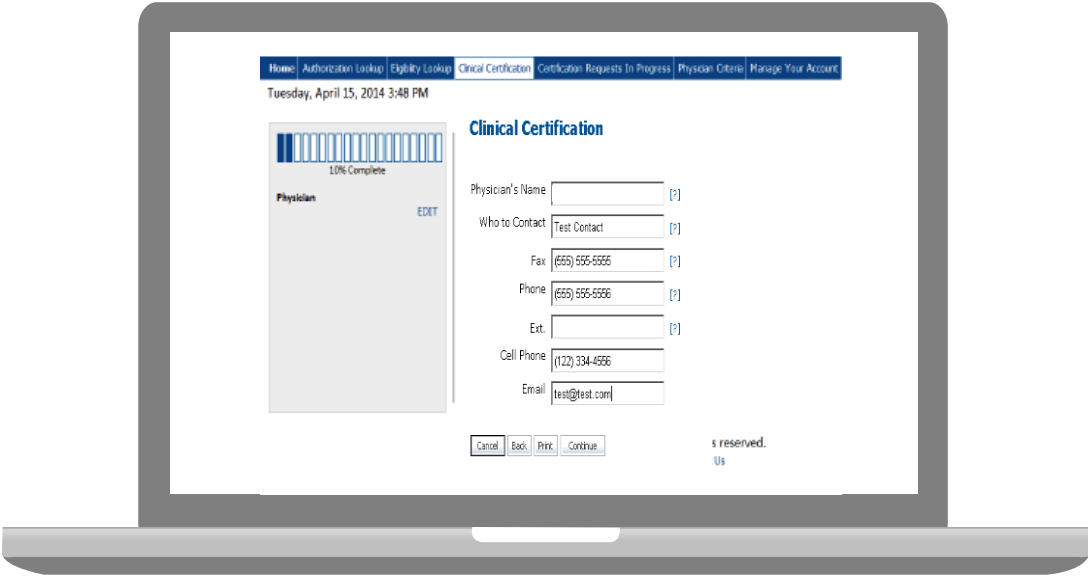 Home Authorization Lookup Eligibility Lookup Clinical Certification Certification Requests In Progress Physician Criteria Manage Your Account
Tuesday, April 15, 2014 3:48 PM
10% Complete
Physician
EDIT
Clinical Certification
Physician's Name [?]
Who to Contact Test Contact [?]
Fax (555) 555-5555 [?]
Phone (555) 555-5556 [?]
Ext. [?]
Cell Phone (122) 334-4556
Email test@test.com
Cancel Back Print Continue
s reserved.
Us